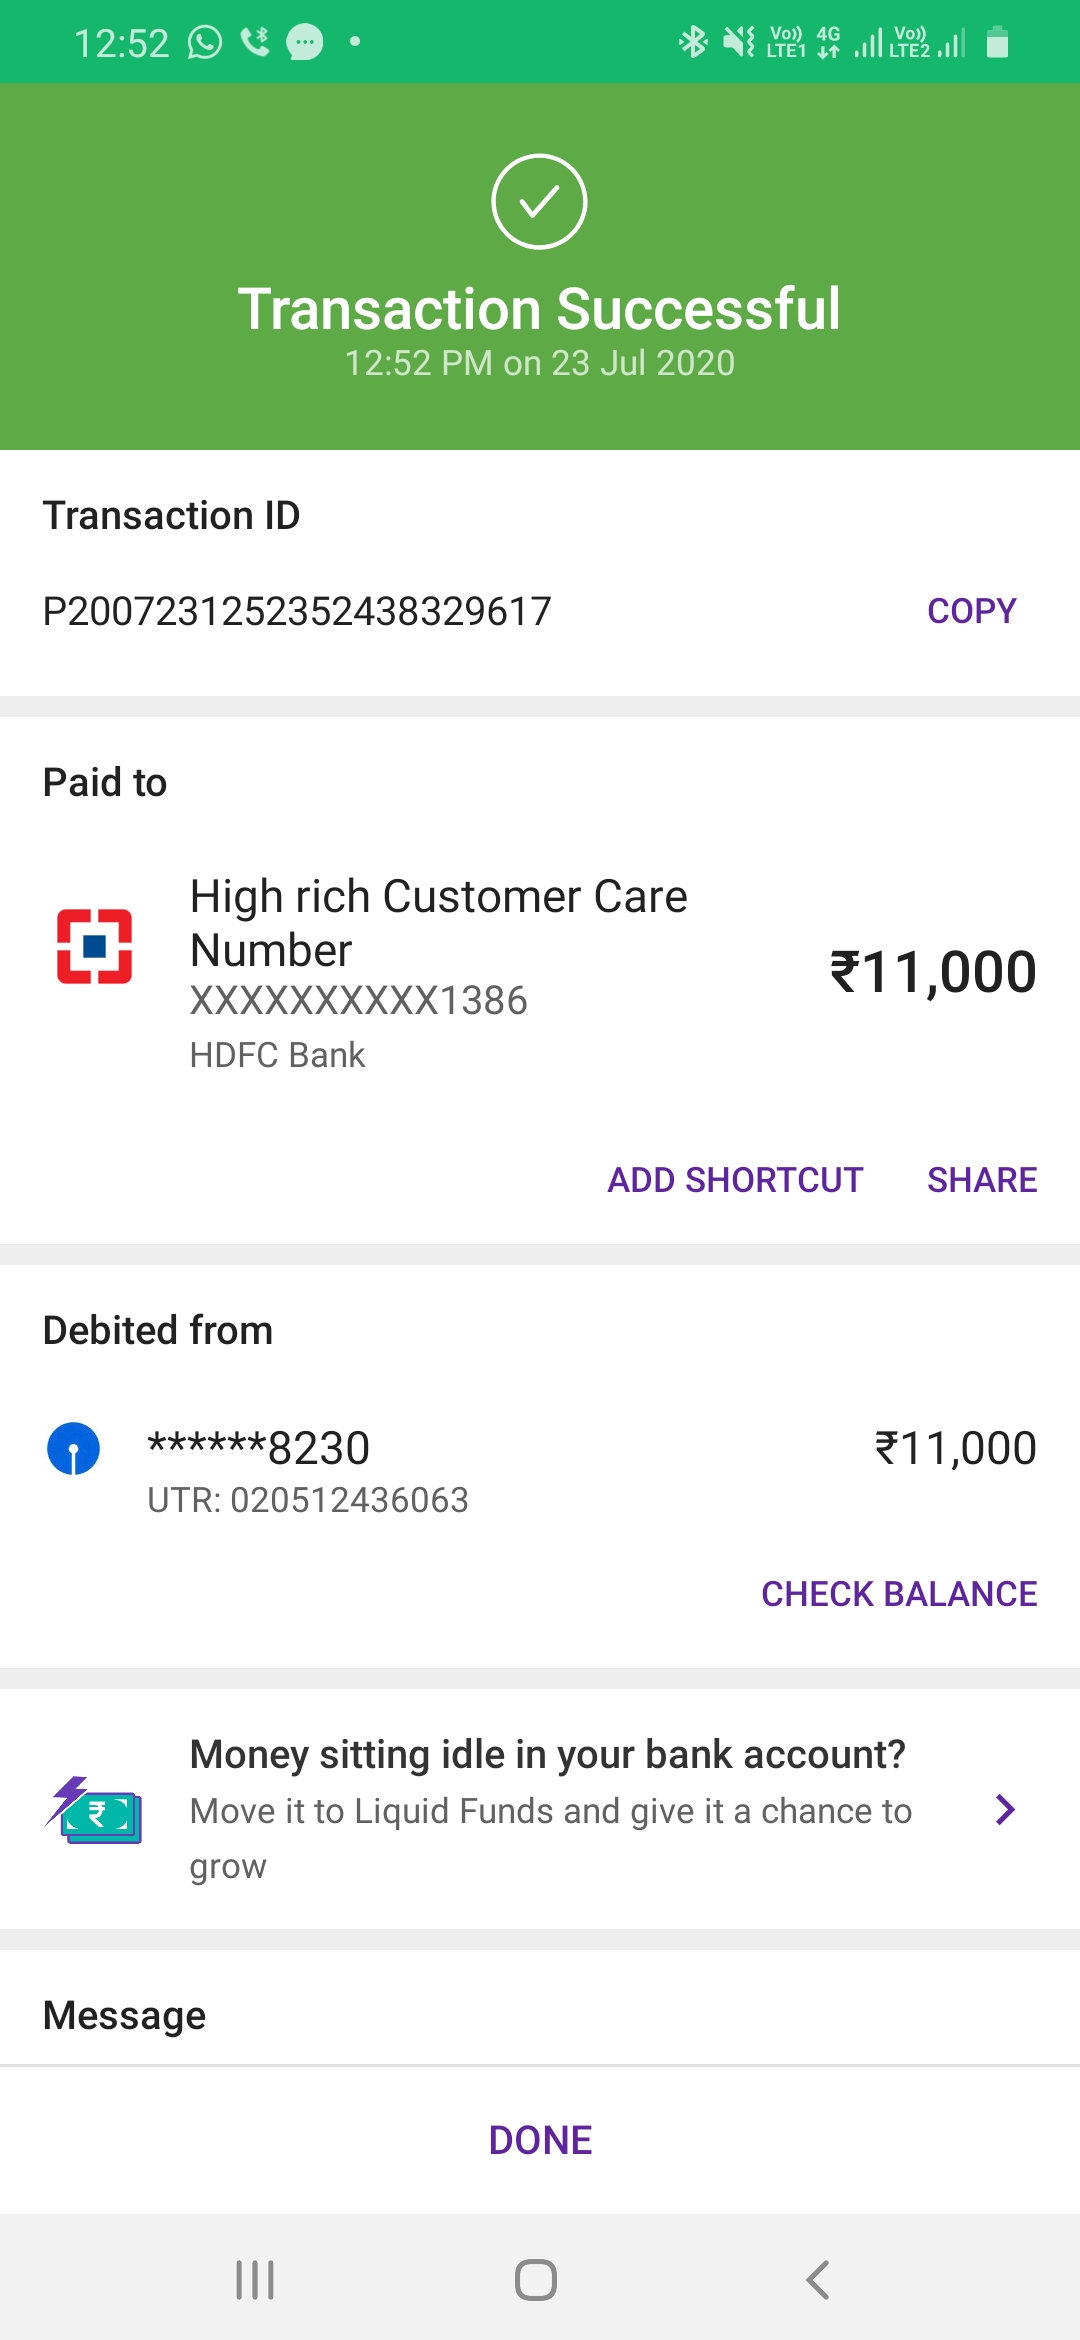 12:52
Vo)) LTE1 4G Vo)) LTE2
Transaction Successful
12:52 PM on 23 Jul 2020
Transaction ID
P2007231252352438329617 COPY
Paid to
High rich Customer Care
Number
₹11,000
XXXXXXXXXX1386
HDFC Bank
ADD SHORTCUT SHARE
Debited from
******8230 ₹11,000
UTR: 020512436063
CHECK BALANCE
Money sitting idle in your bank account?
₹
Move it to Liquid Funds and give it a chance to
grow
Message
DONE